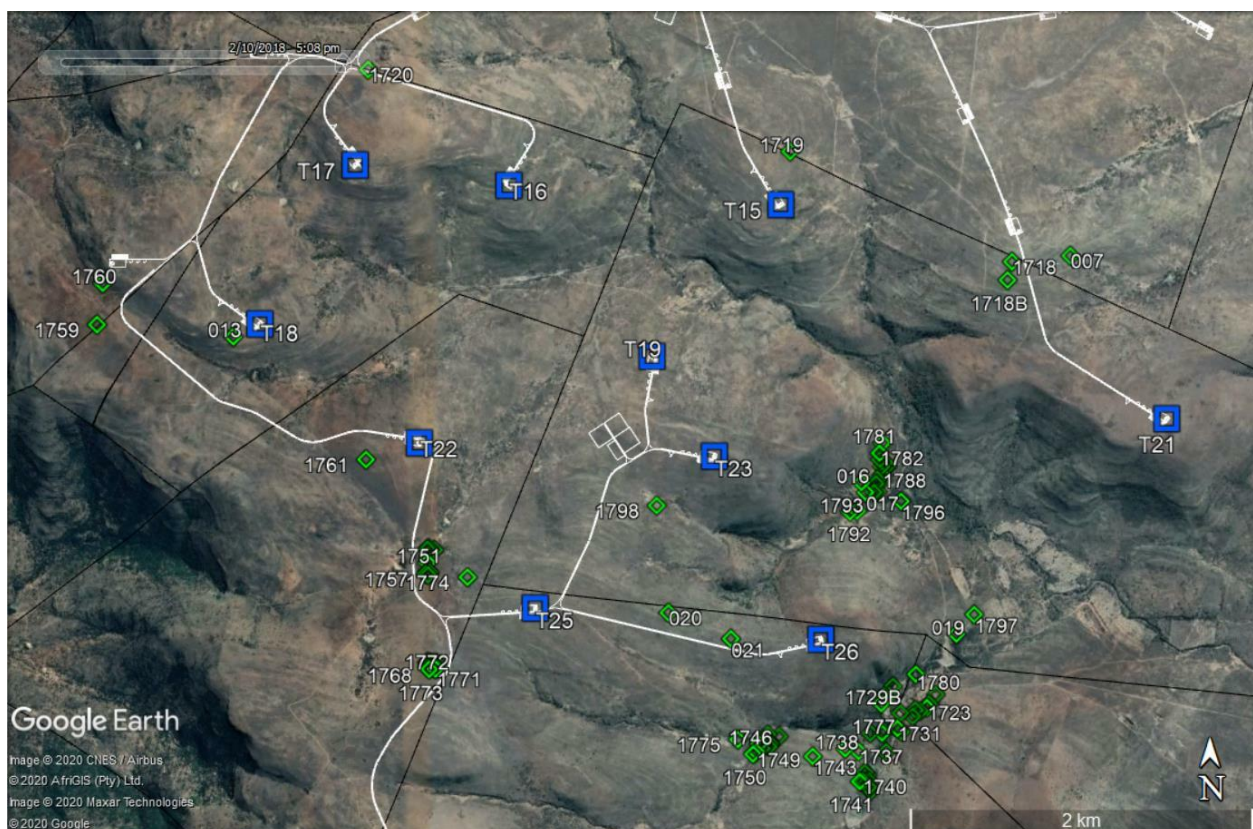 2/10/2018 5:08 pm
1720
1719
T17
T16
T15
1718
007
1718B
1760
1759
013
T18
T19
T21
T22
T23
1761
1781
1782
016
1788
1793
017
1796
1792
1798
1751
1757
1774
T25
020
021
T26
019
1797
1772
1768
1771
1773
1780
1729B
1723
1777
1731
1775
1746
1738
1737
1749
1743
1750
1740
1741
Google Earth
Image © 2020 CNES / Airbus
© 2020 AfriGIS (Pty) Ltd.
Image © 2020 Maxar Technologies
© 2020 Google
N
2 km